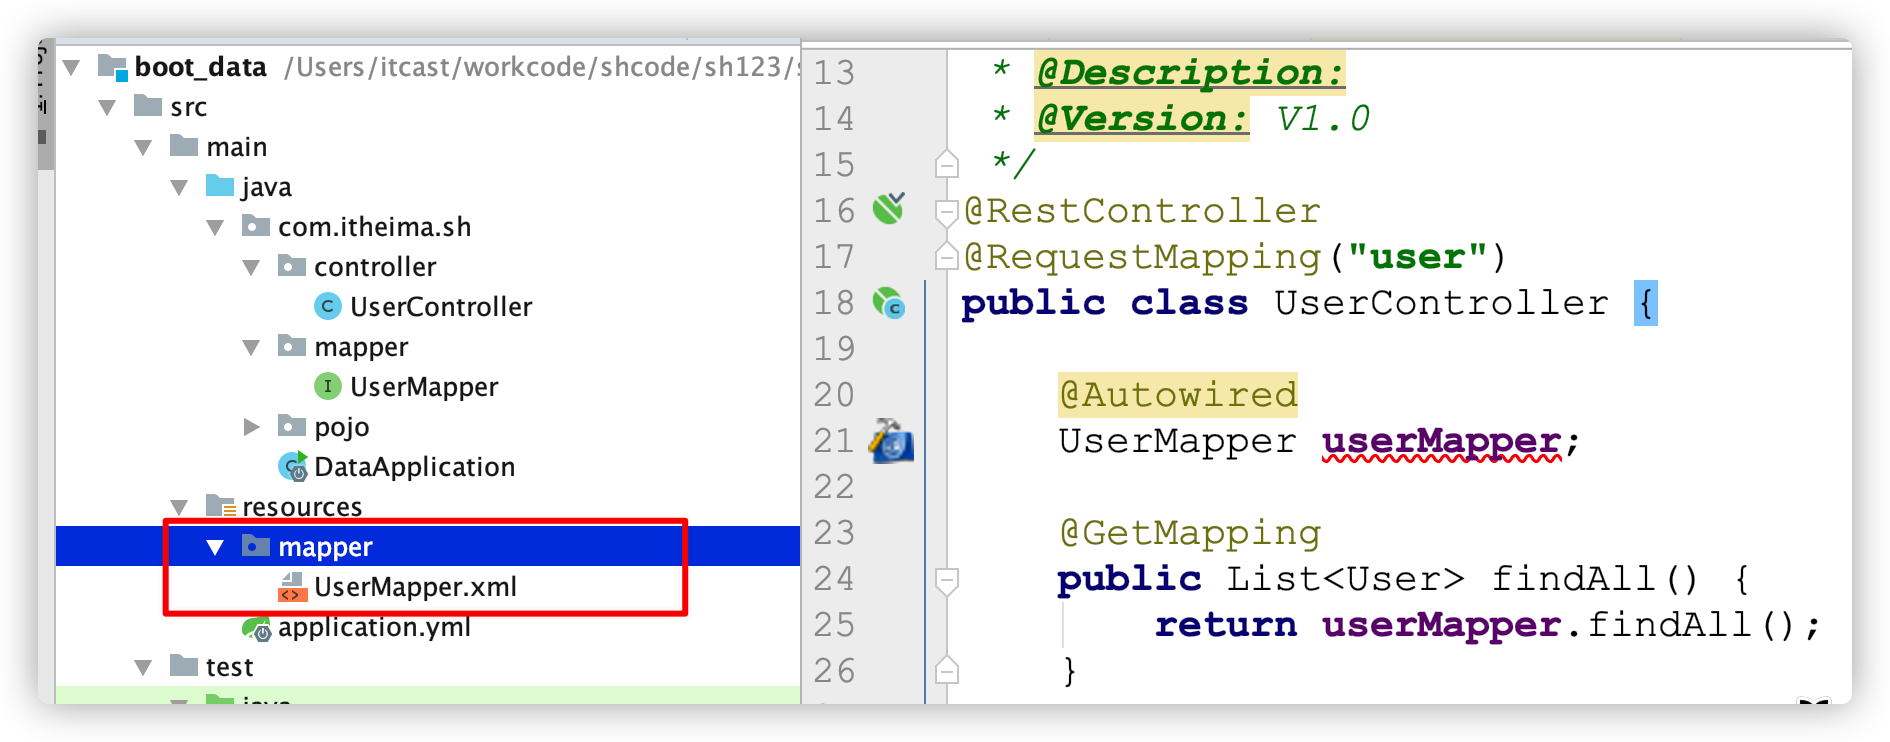 boot_data /Users/itcast/workcode/shcode/sh123/
src
main
java
com.itheima.sh
controller
UserController
mapper
UserMapper
pojo
DataApplication
resources
mapper
UserMapper.xml
application.yml
test
java
13 * @Description:
14 * @Version: V1.0
15 */
16 @RestController
17 @RequestMapping("user")
18 public class UserController {
19
20 @Autowired
21 UserMapper userMapper;
22
23 @GetMapping
24 public List<User> findAll() {
25 return userMapper.findAll();
26 }